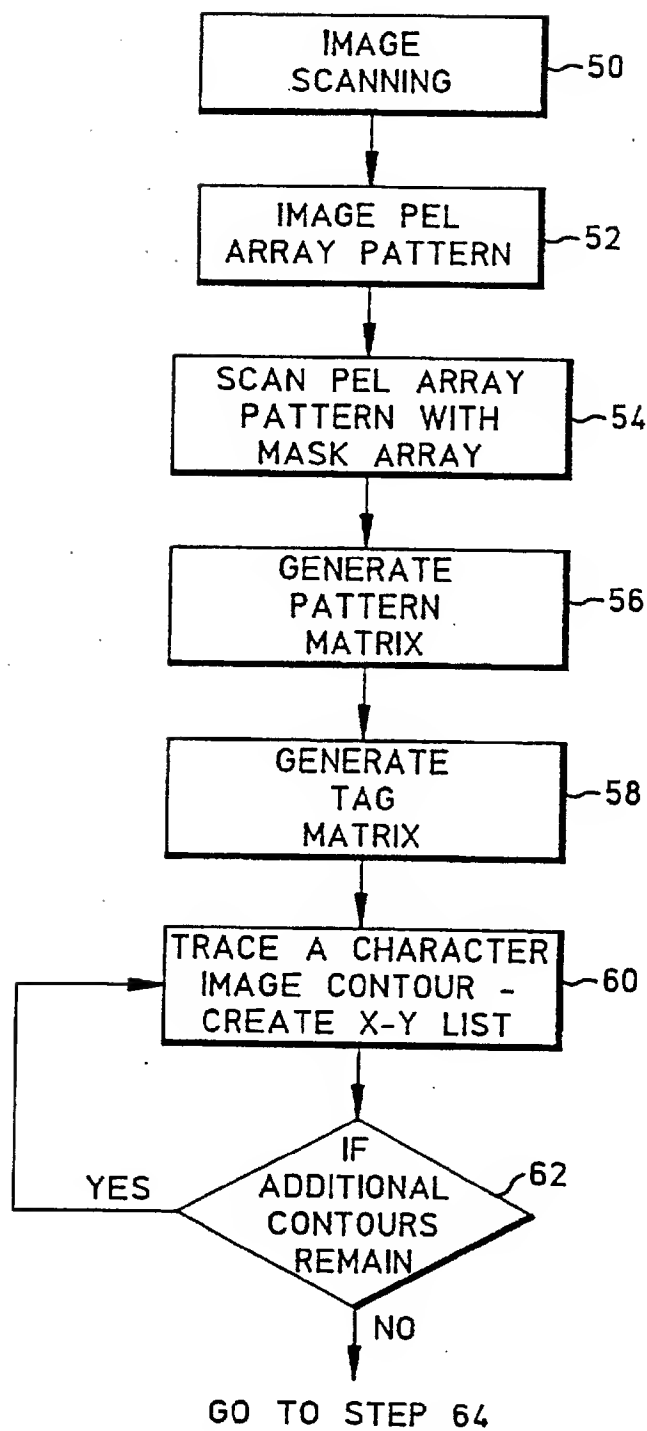 IMAGE
SCANNING
50
IMAGE PEL
ARRAY PATTERN
52
SCAN PEL ARRAY
PATTERN WITH
MASK ARRAY
54
GENERATE
PATTERN
MATRIX
56
GENERATE
TAG
MATRIX
58
TRACE A CHARACTER
IMAGE CONTOUR -
CREATE X-Y LIST
60
IF
ADDITIONAL
CONTOURS
REMAIN
62
YES
NO
GO TO STEP 64